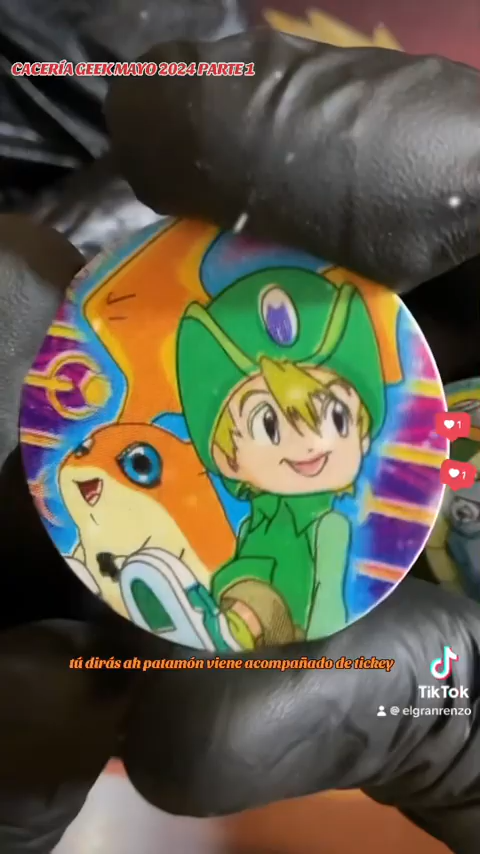 CACERÍA GEEK MAYO 2024 PARTE 1
1
1
tú dirás ah patamón viene acompañado de tickey
TikTok
@ elgranrenzo